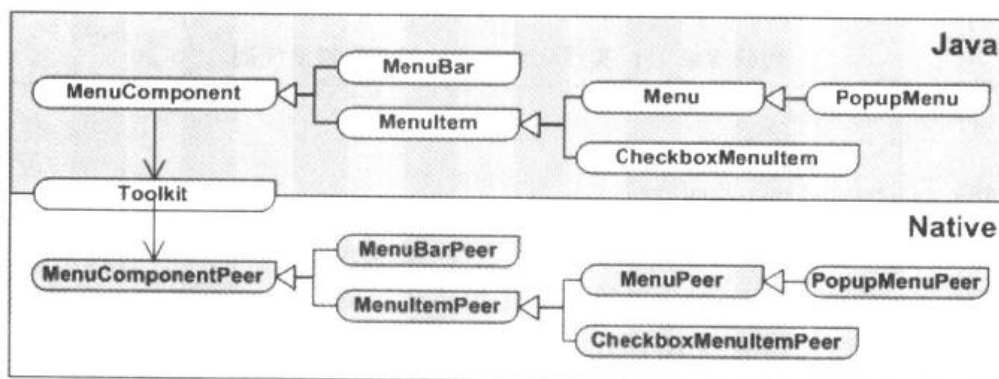 Java
MenuBar
MenuComponent
Menu
PopupMenu
MenuItem
CheckboxMenuItem
Toolkit
Native
MenuBarPeer
MenuComponentPeer
MenuPeer
PopupMenuPeer
MenuItemPeer
CheckboxMenuItemPeer